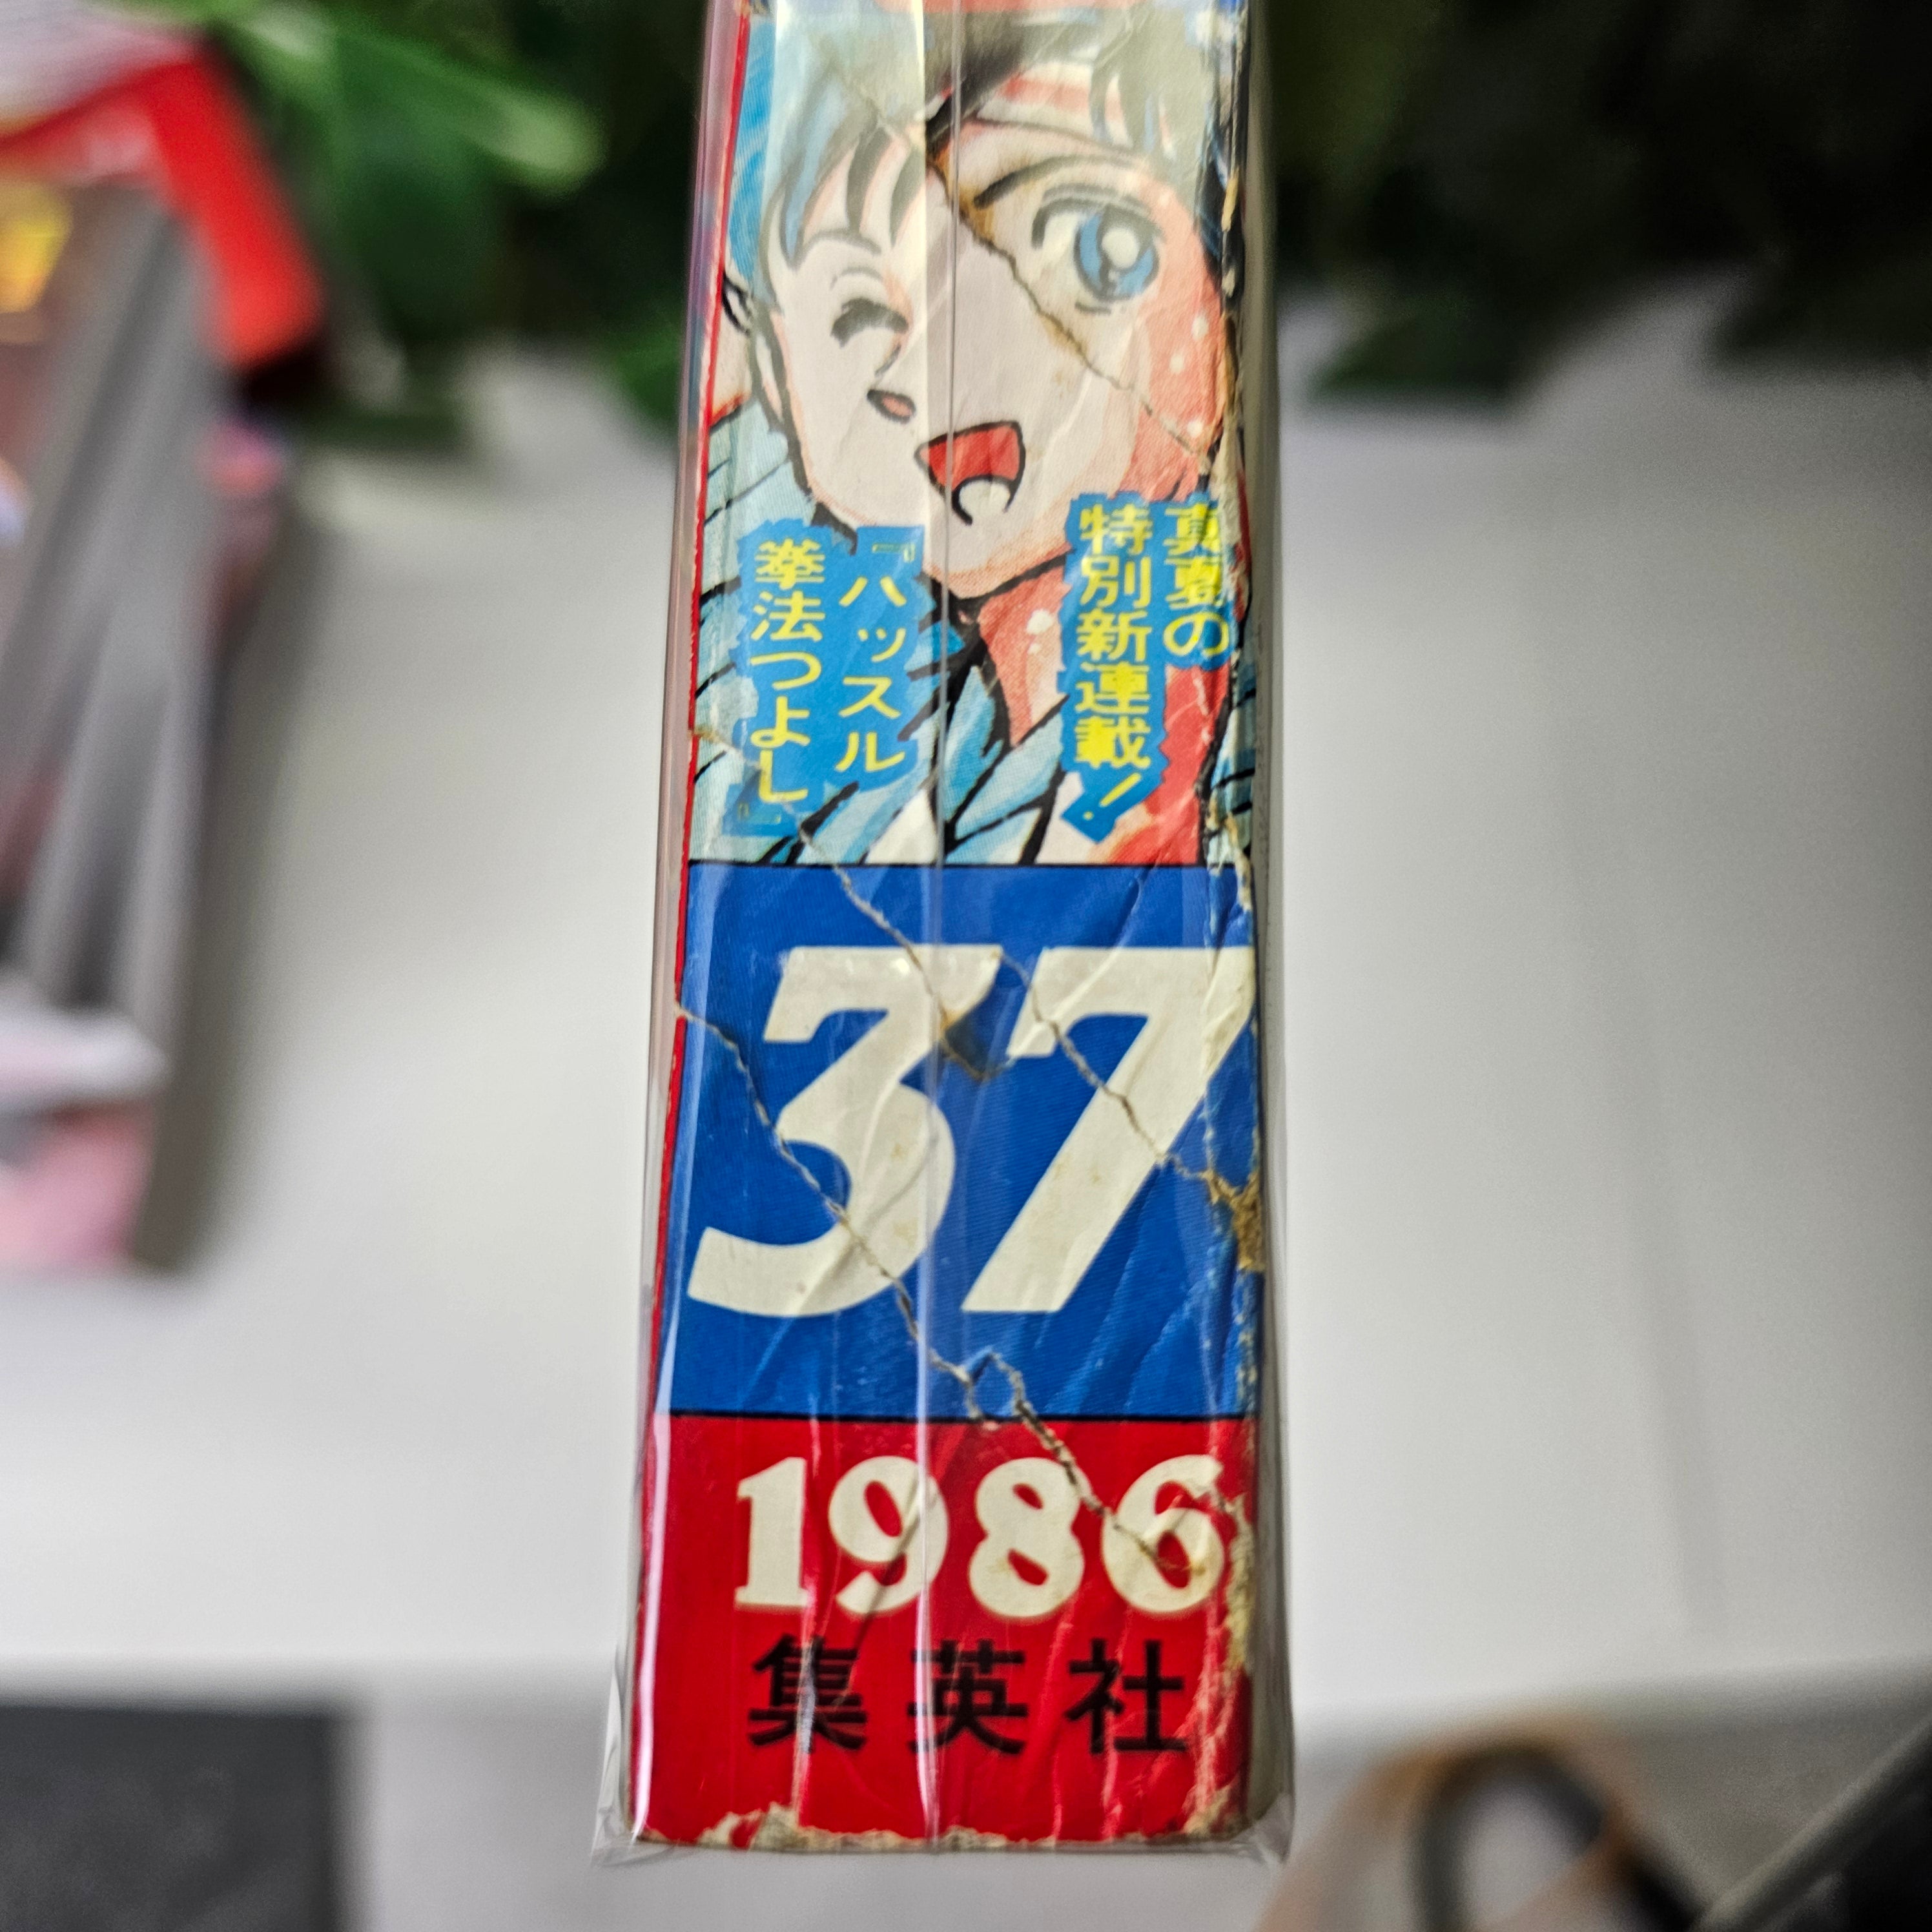 真夏の
特別新連載!
『ハッスル
拳法つよし』
37
1986
集英社